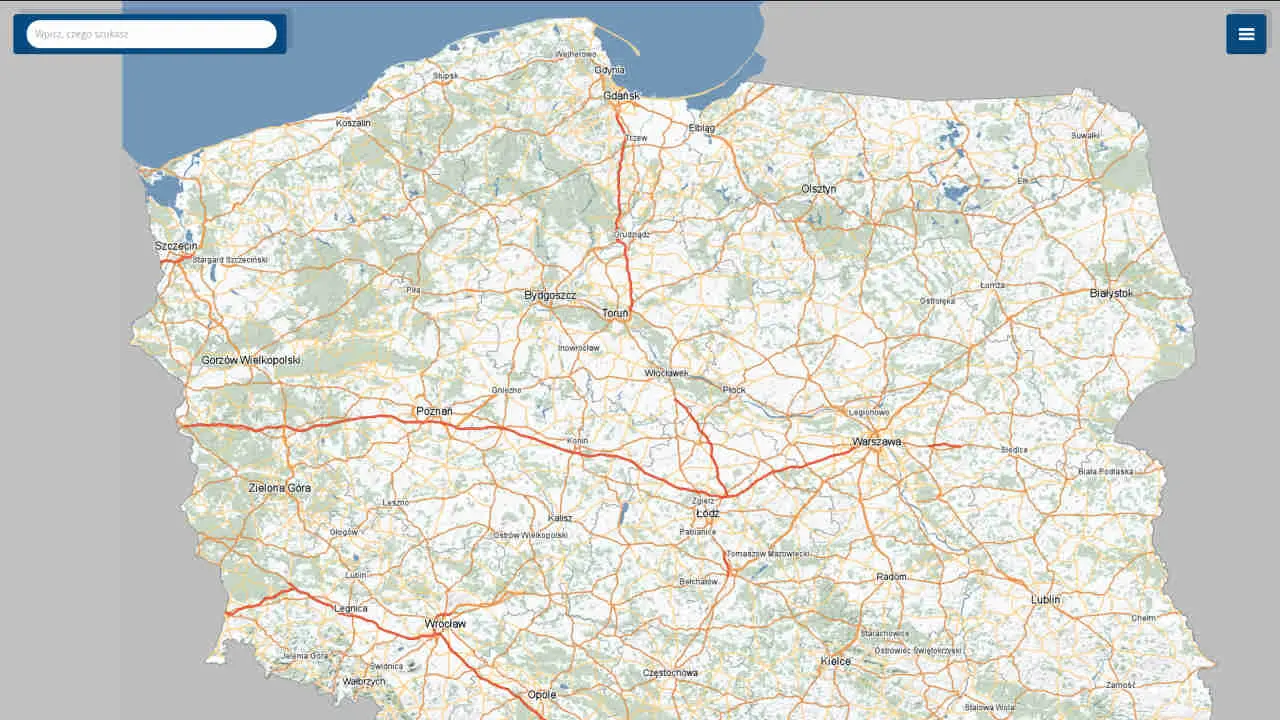 Wpisz, czego szukasz
Wejherowo
Gdynia
Słupsk
Gdańsk
Koszalin
Elbląg
Tczew
Suwałki
Ełk
Olsztyn
Grudziądz
Szczecin
Stargard Szczeciński
Piła
Bydgoszcz
Łomża
Białystok
Ostrołęka
Toruń
Inowrocław
Gorzów Wielkopolski
Włocławek
Gniezno
Płock
Poznań
Legionowo
Konin
Warszawa
Siedlce
Biała Podlaska
Zielona Góra
Leszno
Zgierz
Łódź
Kalisz
Głogów
Ostrów Wielkopolski
Pabianice
Tomaszów Mazowiecki
Lubin
Bełchatów
Radom
Lublin
Legnica
Wrocław
Chełm
Starachowice
Jelenia Góra
Ostrowiec Świętokrzyski
Świdnica
Kielce
Częstochowa
Wałbrzych
Zamość
Opole
Stalowa Wola